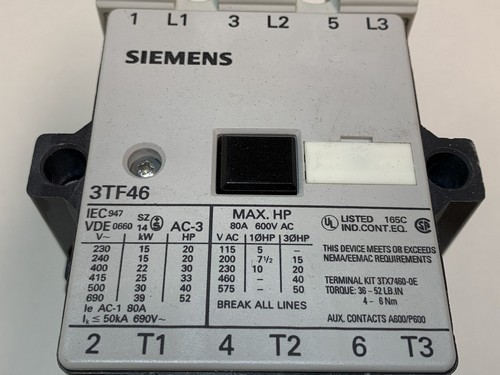 1 L1 3 L2 5 L3
SIEMENS
3TF46
IEC 947 SZ AC-3
VDE 0660 14
V~ kW HP
230 15 20
240 15 20
400 22 30
415 25 33
500 30 40
690 39 52
Ie AC-1 80A
Ik ≤ 50kA 690V~
MAX. HP
80A 600V AC
V AC 1ØHP 3ØHP
115 5 –
200 7½ 15
230 10 20
460 – 40
575 – 50
BREAK ALL LINES
UL LISTED 165C
IND.CONT.EQ.
THIS DEVICE MEETS OR EXCEEDS
NEMA/EEMAC REQUIREMENTS
TERMINAL KIT 3TX7460-0E
TORQUE: 36 – 52 LB.IN
4 – 6 Nm
AUX. CONTACTS A600/P600
2 T1 4 T2 6 T3